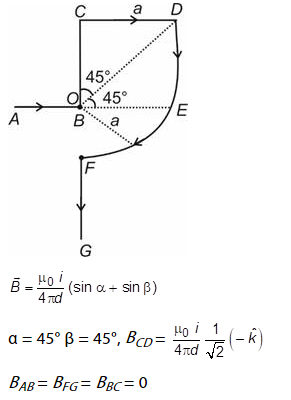 C a D
45°
O 45°
A B a E
F
G
B̄ = μ₀ i / 4πd (sin α + sin β)
α = 45° β = 45°, B_CD = μ₀ i / 4πd 1 / √2 (−k̂)
B_AB = B_FG = B_BC = 0